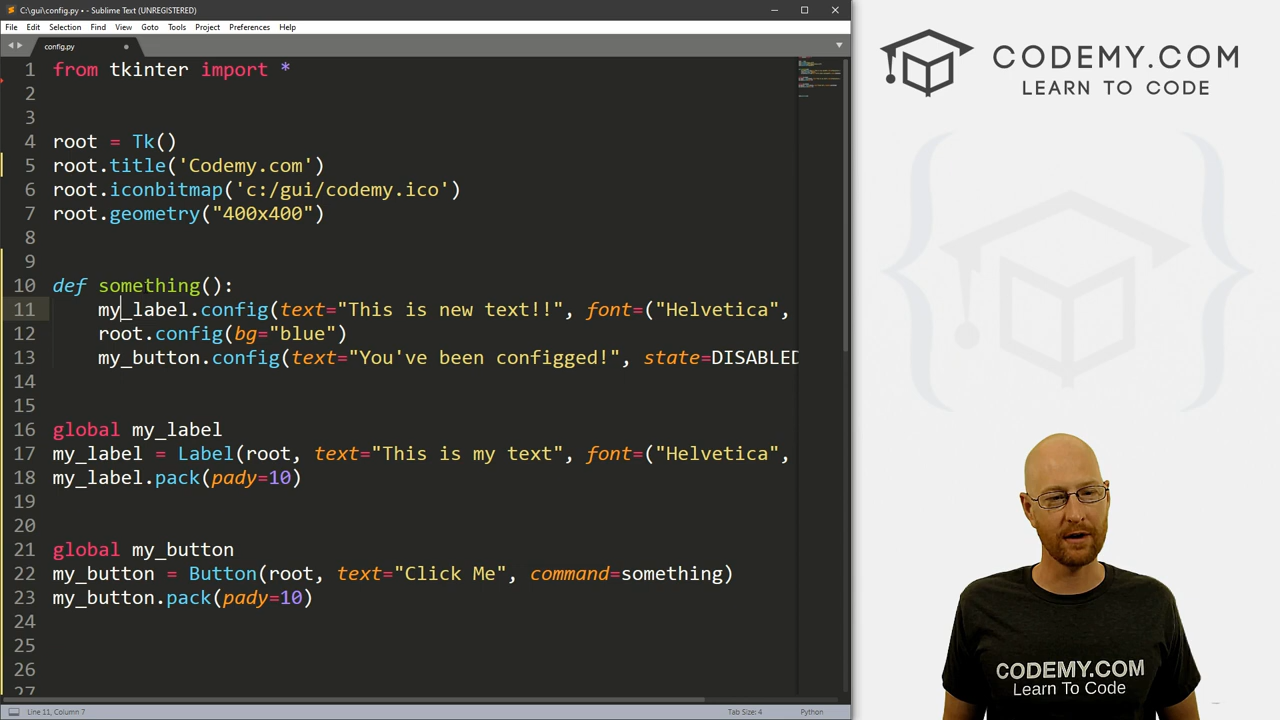 C:\gui\config.py • - Sublime Text (UNREGISTERED)
File Edit Selection Find View Goto Tools Project Preferences Help
config.py
1 from tkinter import *
2
3
4 root = Tk()
5 root.title('Codemy.com')
6 root.iconbitmap('c:/gui/codemy.ico')
7 root.geometry("400x400")
8
9
10 def something():
11 my_label.config(text="This is new text!!", font=("Helvetica",
12 root.config(bg="blue")
13 my_button.config(text="You've been configged!", state=DISABLED
14
15
16 global my_label
17 my_label = Label(root, text="This is my text", font=("Helvetica",
18 my_label.pack(pady=10)
19
20
21 global my_button
22 my_button = Button(root, text="Click Me", command=something)
23 my_button.pack(pady=10)
24
25
26
27
Line 11, Column 7
Tab Size: 4
Python
CODEMY.COM
LEARN TO CODE
CODEMY.COM
Learn To Code